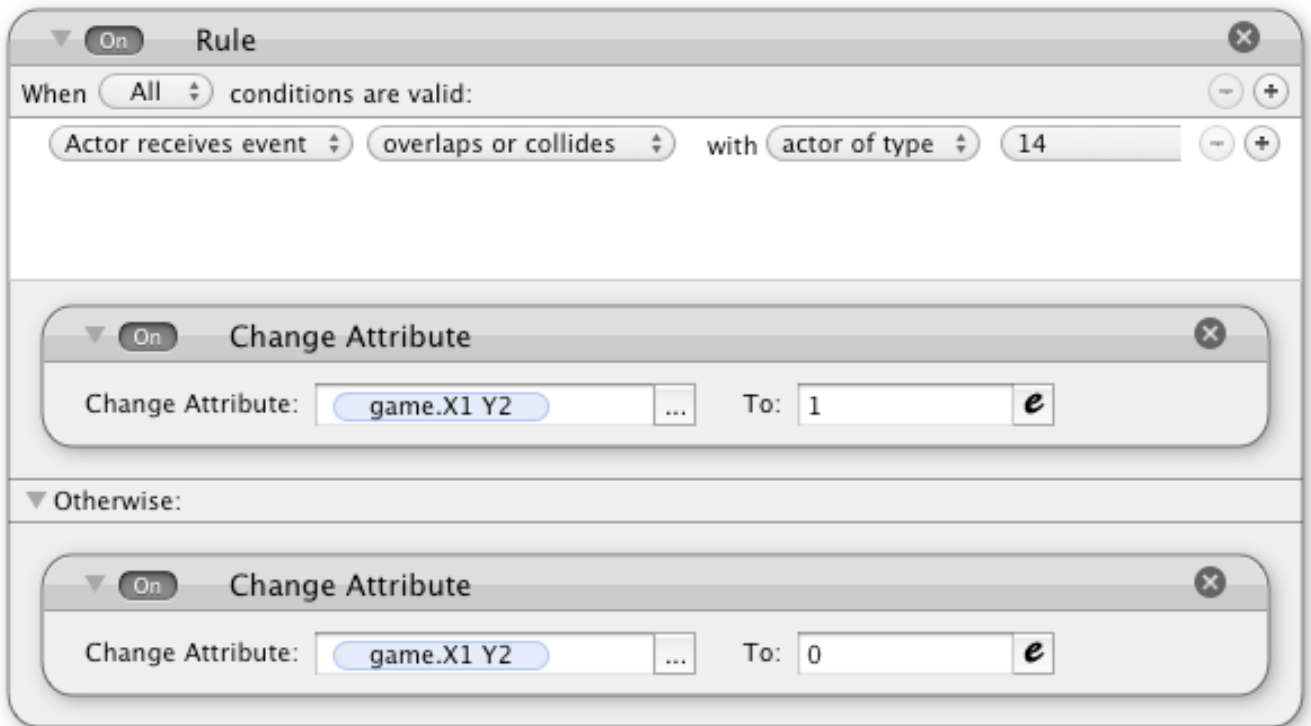 On Rule
When All conditions are valid:
Actor receives event overlaps or collides with actor of type 14
On Change Attribute
Change Attribute: game.X1 Y2 ... To: 1 e
Otherwise:
On Change Attribute
Change Attribute: game.X1 Y2 ... To: 0 e